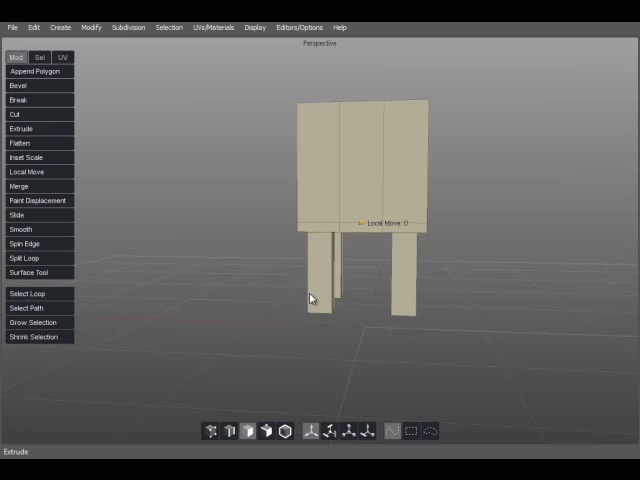 File Edit Create Modify Subdivision Selection UVs/Materials Display Editors/Options Help
Perspective
Mod Sel UV
Append Polygon
Bevel
Break
Cut
Extrude
Flatten
Inset Scale
Local Move
Merge
Paint Displacement
Slide
Smooth
Spin Edge
Split Loop
Surface Tool
Select Loop
Select Path
Grow Selection
Shrink Selection
Local Move: 0
Extrude